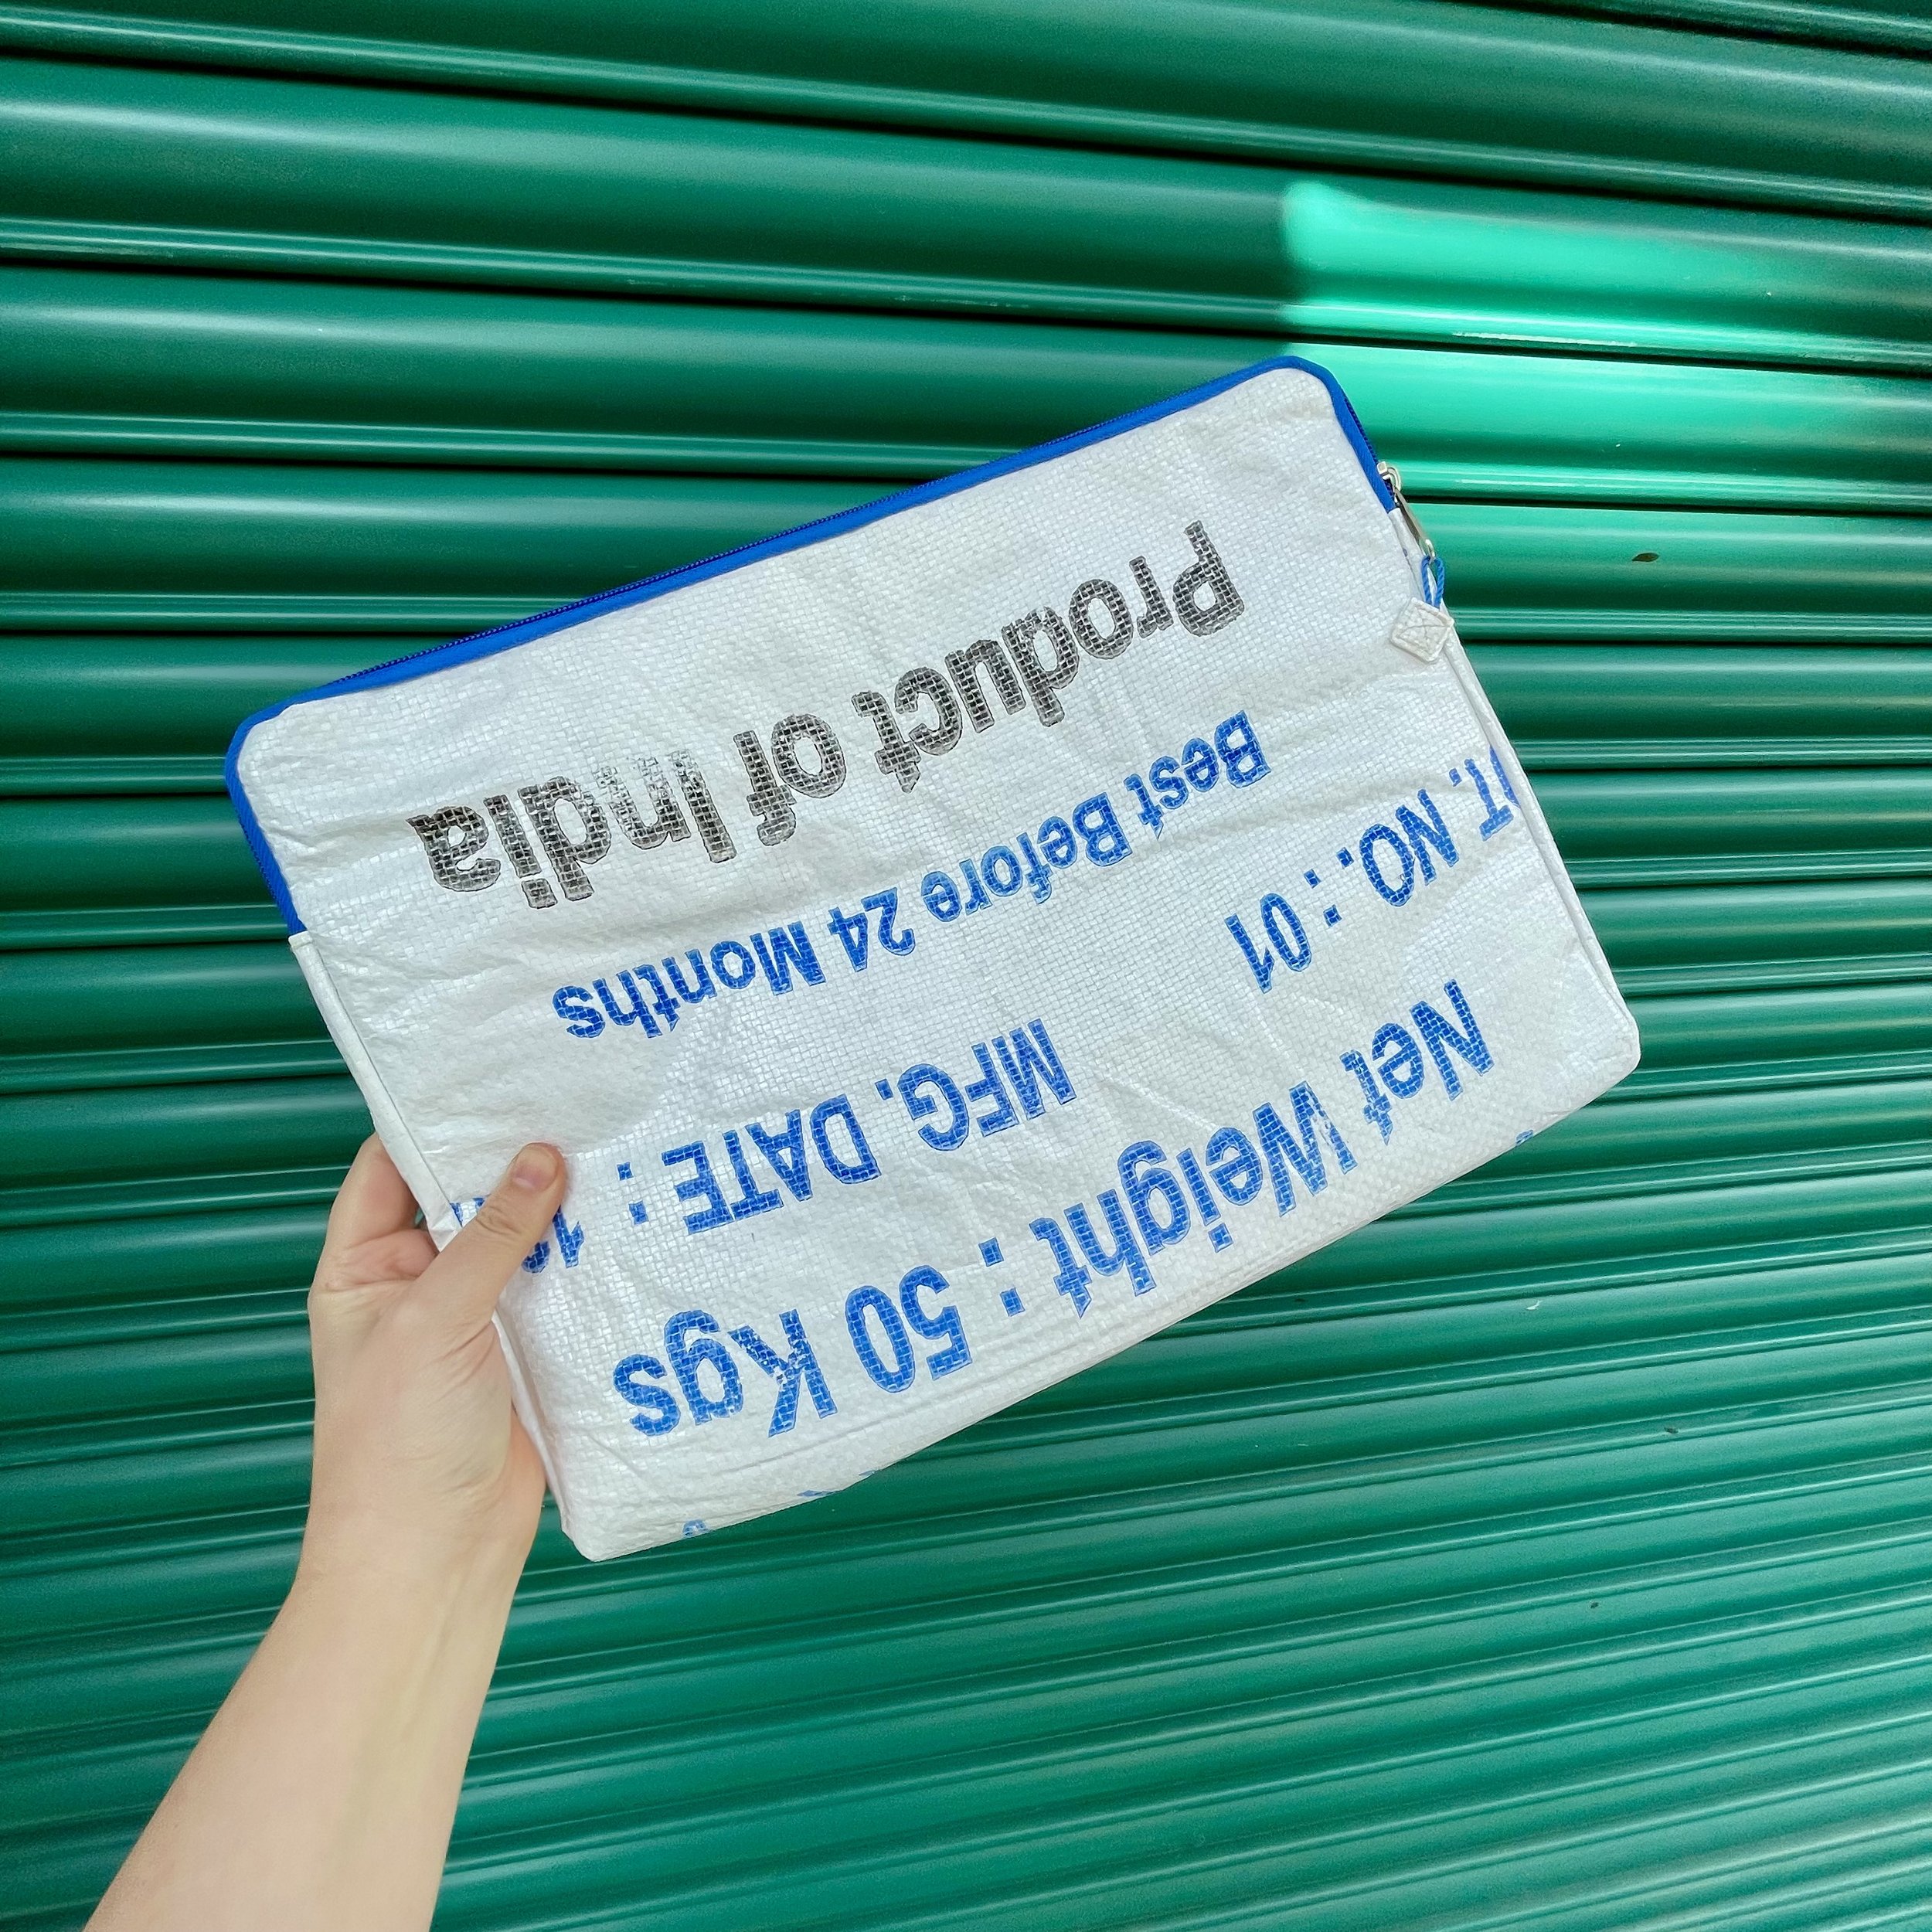 Net Weight : 50 Kgs
T. NO. : 01 MFG. DATE :
Best Before 24 Months
Product of India